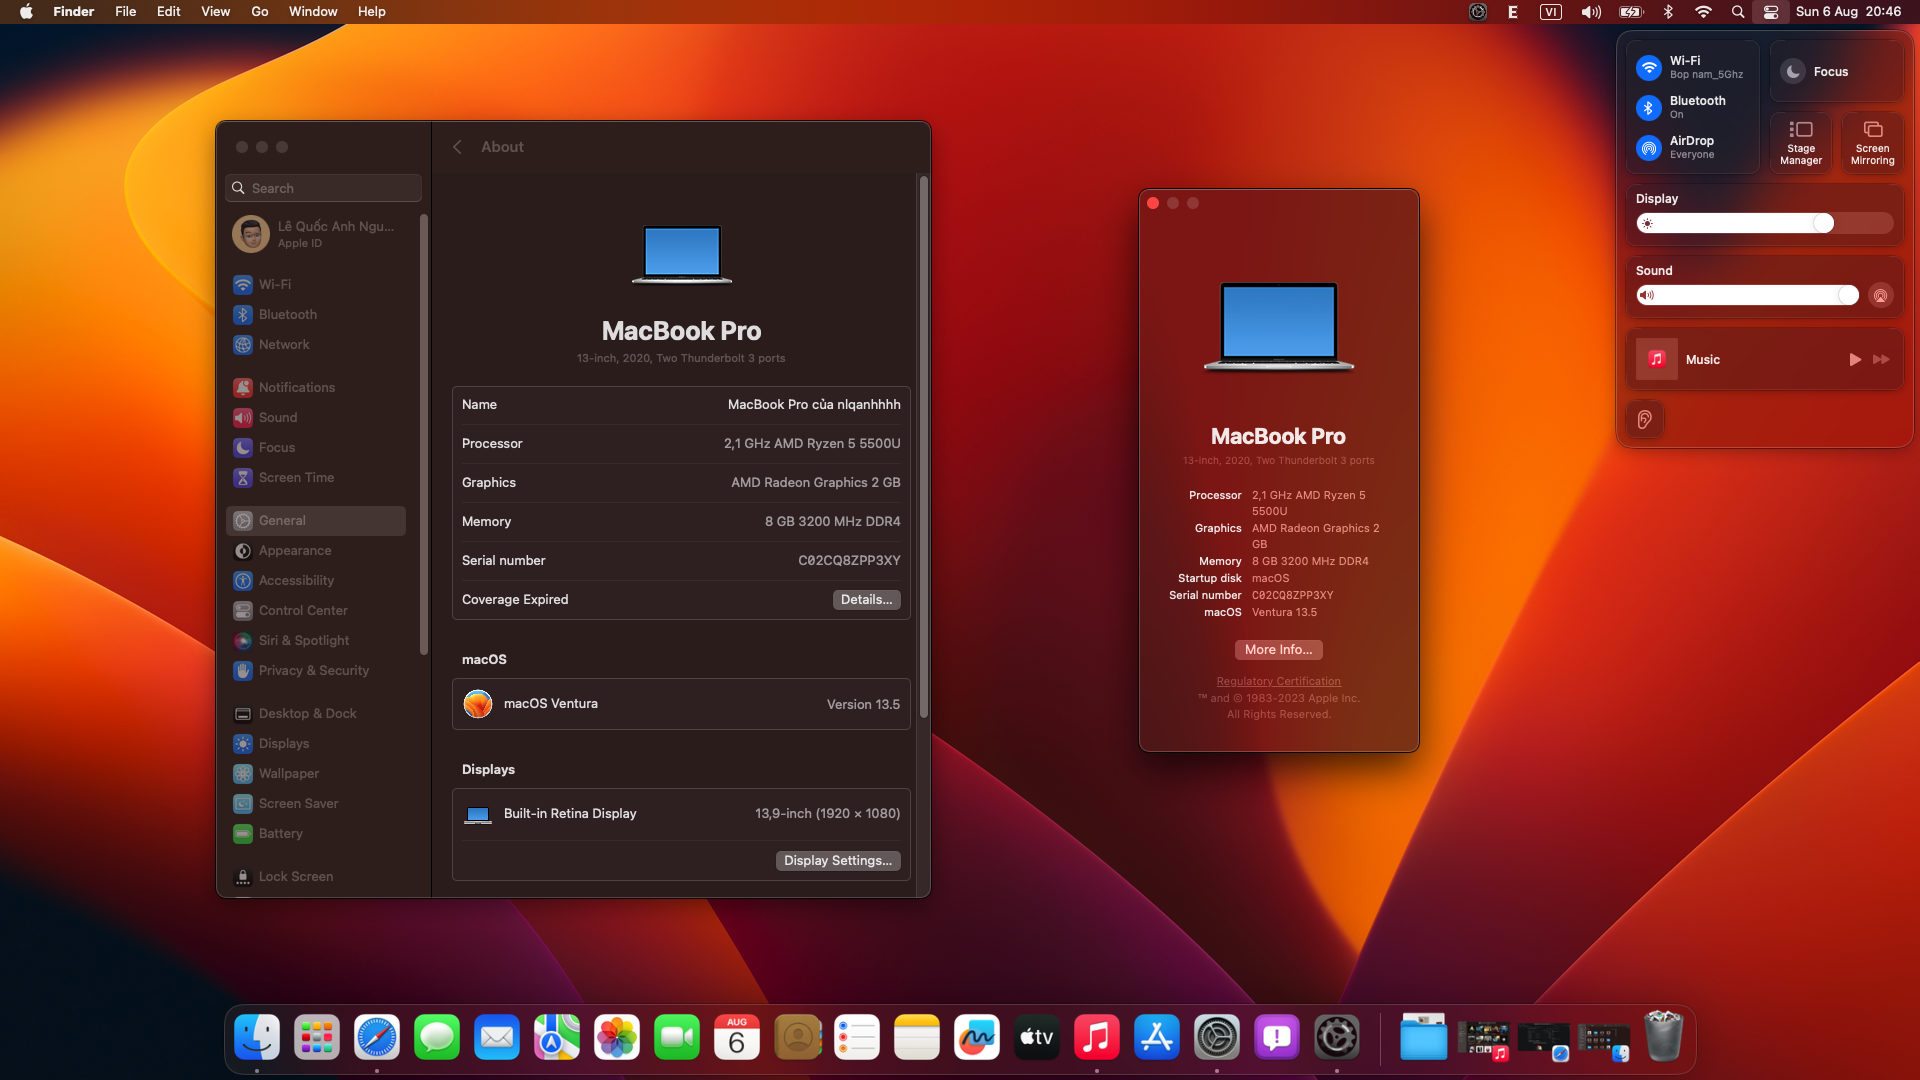 Finder File Edit View Go Window Help
E VI Sun 6 Aug 20:46
About
Search
Lê Quốc Anh Ngu...
Apple ID
Wi-Fi
Bluetooth
Network
Notifications
Sound
Focus
Screen Time
General
Appearance
Accessibility
Control Center
Siri & Spotlight
Privacy & Security
Desktop & Dock
Displays
Wallpaper
Screen Saver
Battery
Lock Screen
MacBook Pro
13-inch, 2020, Two Thunderbolt 3 ports
Name MacBook Pro của nlqanhhhh
Processor 2,1 GHz AMD Ryzen 5 5500U
Graphics AMD Radeon Graphics 2 GB
Memory 8 GB 3200 MHz DDR4
Serial number C02CQ8ZPP3XY
Coverage Expired Details...
macOS
macOS Ventura Version 13.5
Displays
Built-in Retina Display 13,9-inch (1920 × 1080)
Display Settings...
MacBook Pro
13-inch, 2020, Two Thunderbolt 3 ports
Processor 2,1 GHz AMD Ryzen 5
5500U
Graphics AMD Radeon Graphics 2
GB
Memory 8 GB 3200 MHz DDR4
Startup disk macOS
Serial number C02CQ8ZPP3XY
macOS Ventura 13.5
More Info...
Regulatory Certification
™ and © 1983-2023 Apple Inc.
All Rights Reserved.
Wi-Fi
Bop nam_5Ghz
Bluetooth
On
AirDrop
Everyone
Focus
Stage
Manager
Screen
Mirroring
Display
Sound
Music
AUG
6
tv